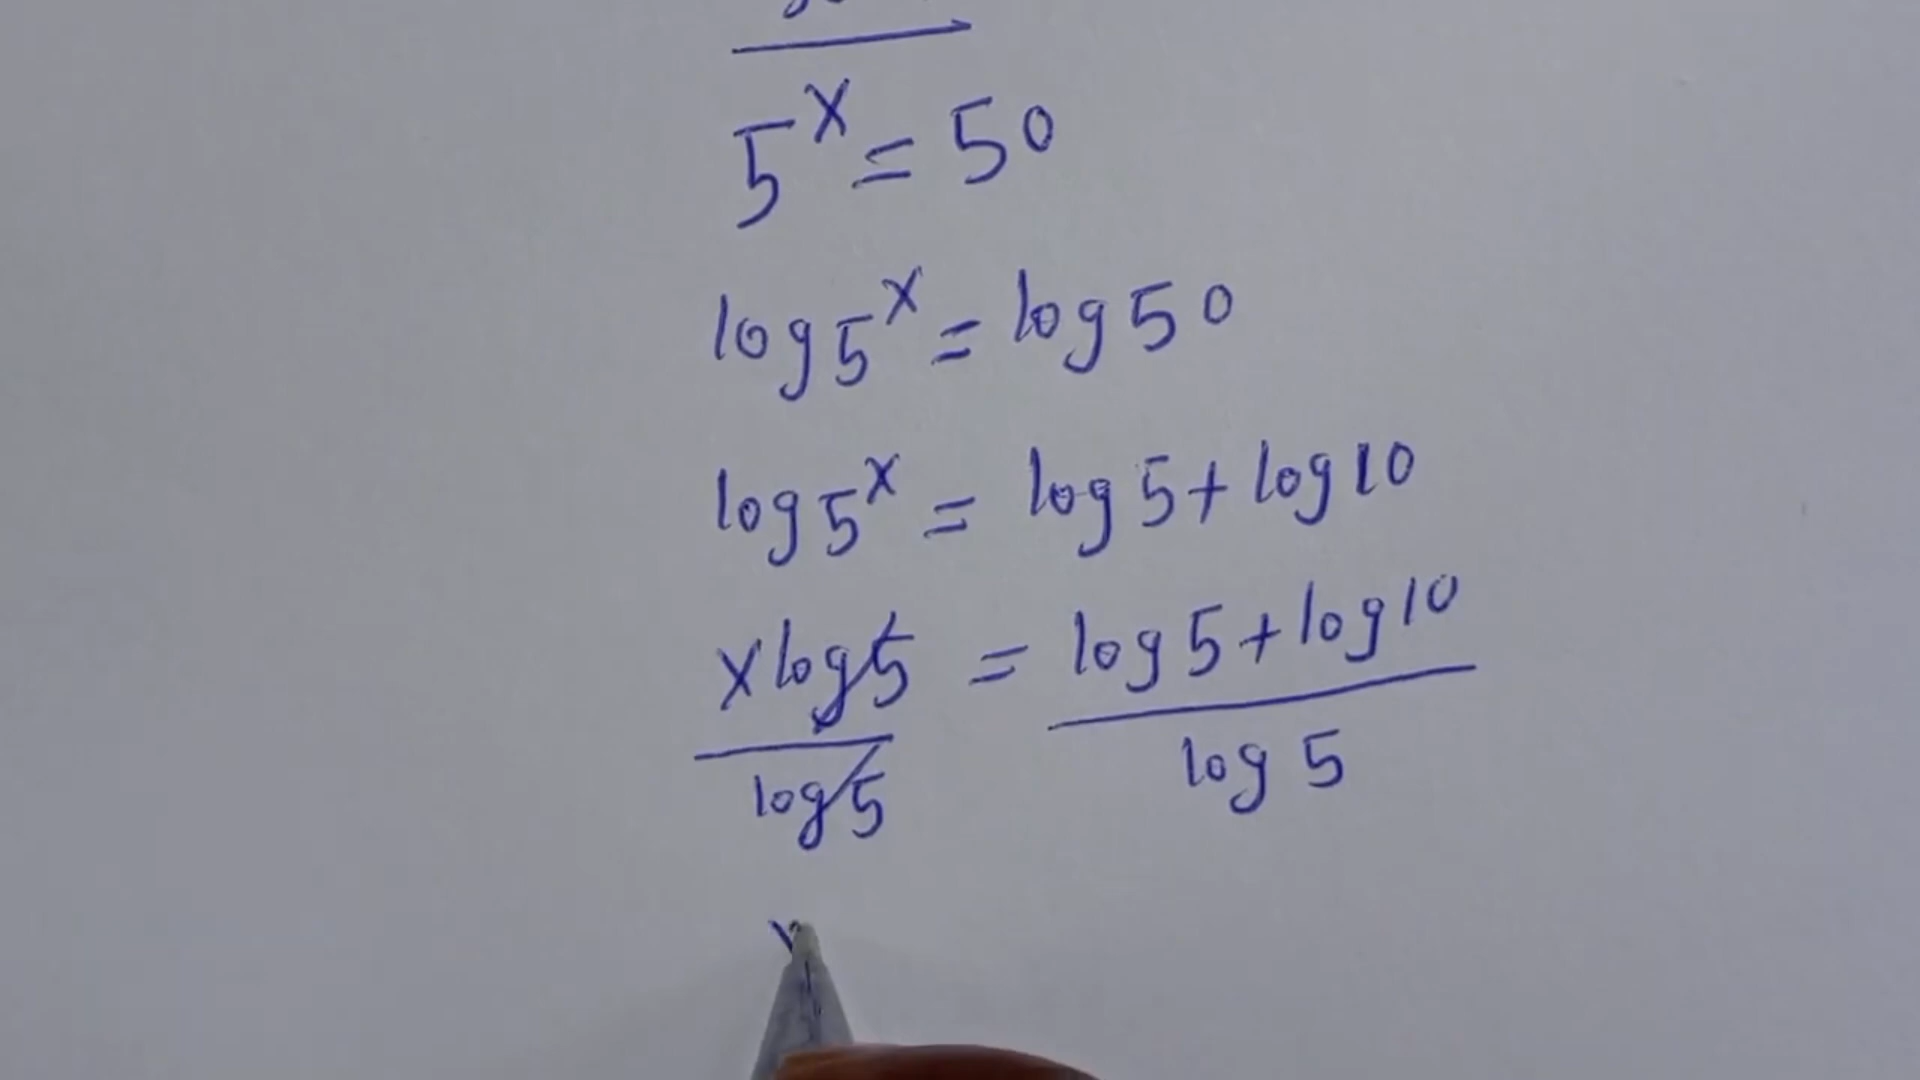 5^x = 50
log 5^x = log 50
log 5^x = log 5 + log 10
x log 5 = log 5 + log 10
log 5 log 5
x